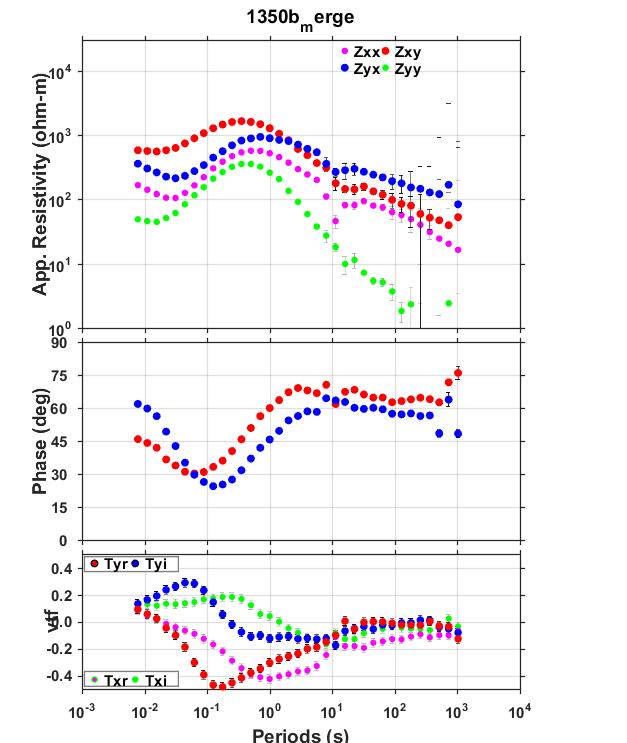 1350b_merge
Zxx Zxy
Zyx Zyy
App. Resistivity (ohm-m)
10^4
10^3
10^2
10^1
10^0
Phase (deg)
90
75
60
45
30
15
0
Tyr Tyi
vtf
0.4
0.2
0.0
-0.2
-0.4
Txr Txi
10^-3 10^-2 10^-1 10^0 10^1 10^2 10^3 10^4
Periods (s)